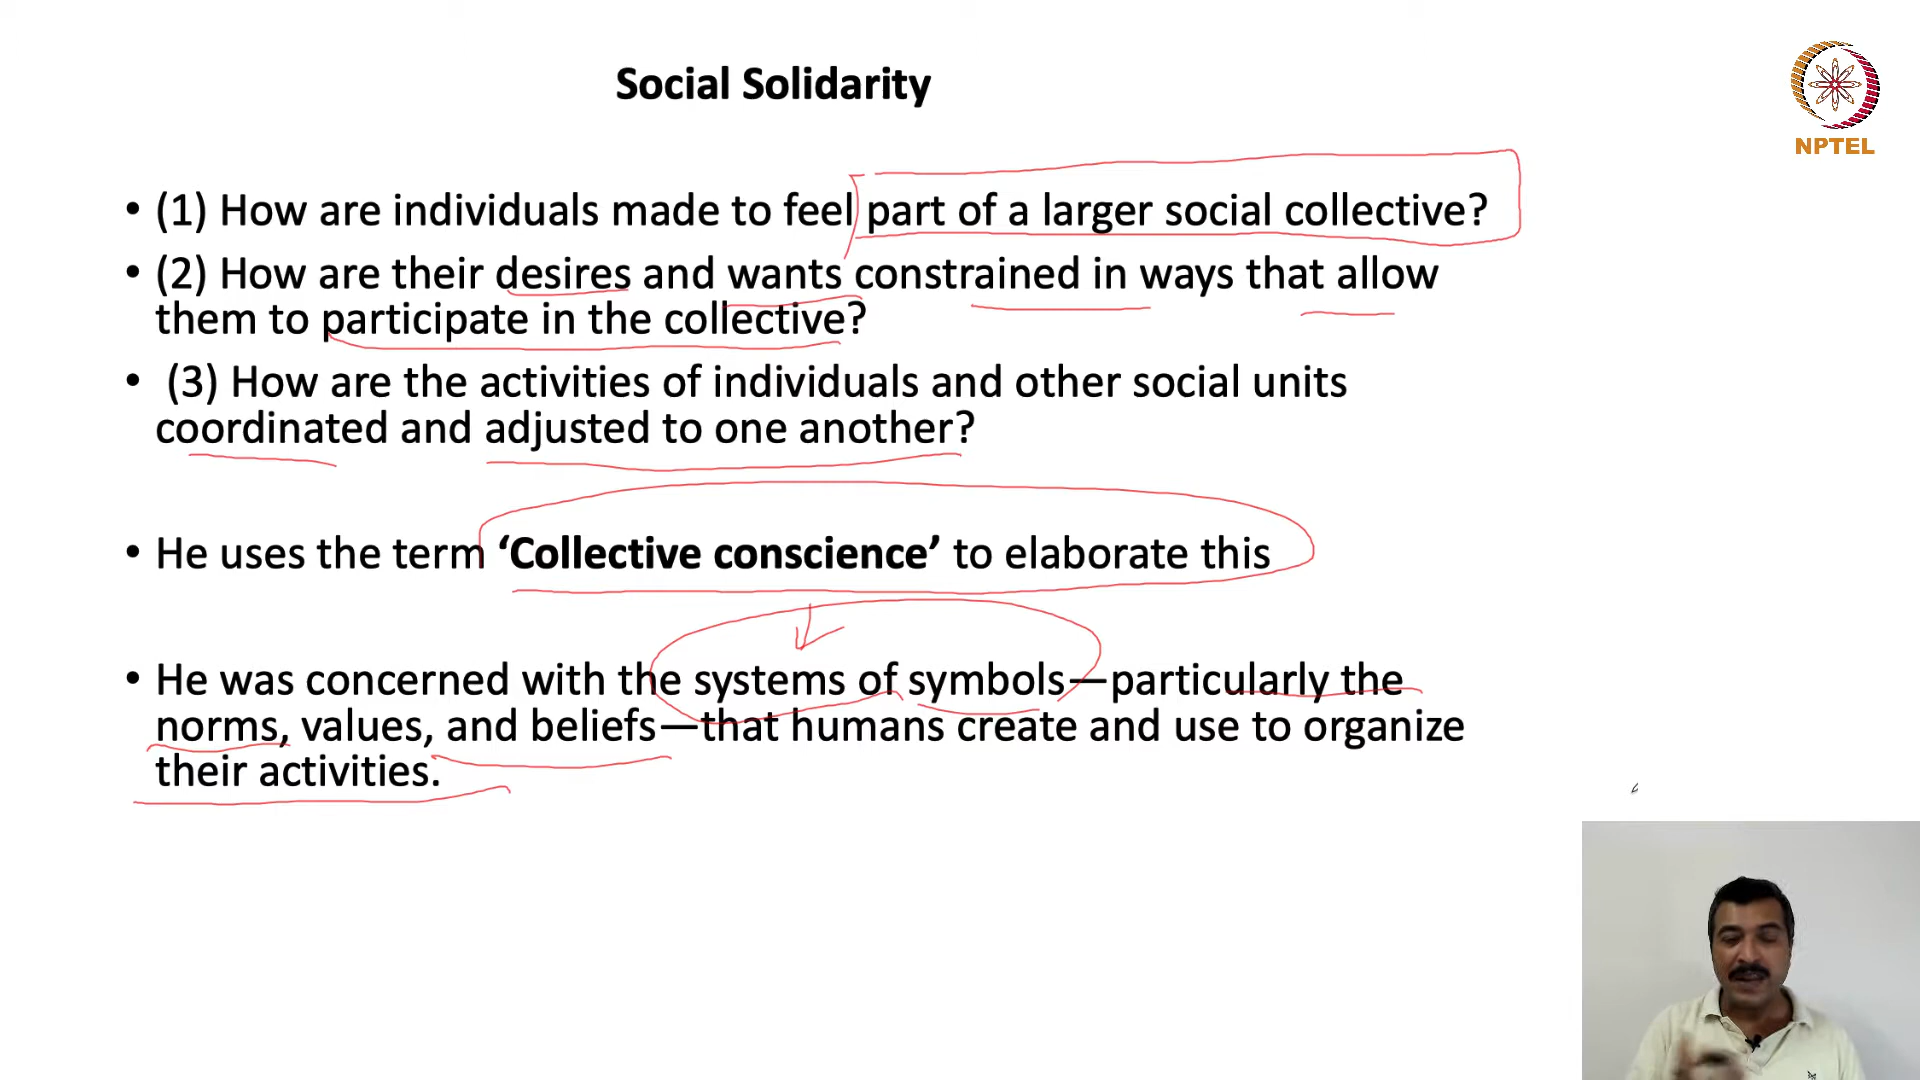 Social Solidarity
NPTEL
• (1) How are individuals made to feel part of a larger social collective?
• (2) How are their desires and wants constrained in ways that allow
them to participate in the collective?
• (3) How are the activities of individuals and other social units
coordinated and adjusted to one another?
• He uses the term ‘Collective conscience’ to elaborate this
• He was concerned with the systems of symbols—particularly the
norms, values, and beliefs—that humans create and use to organize
their activities.